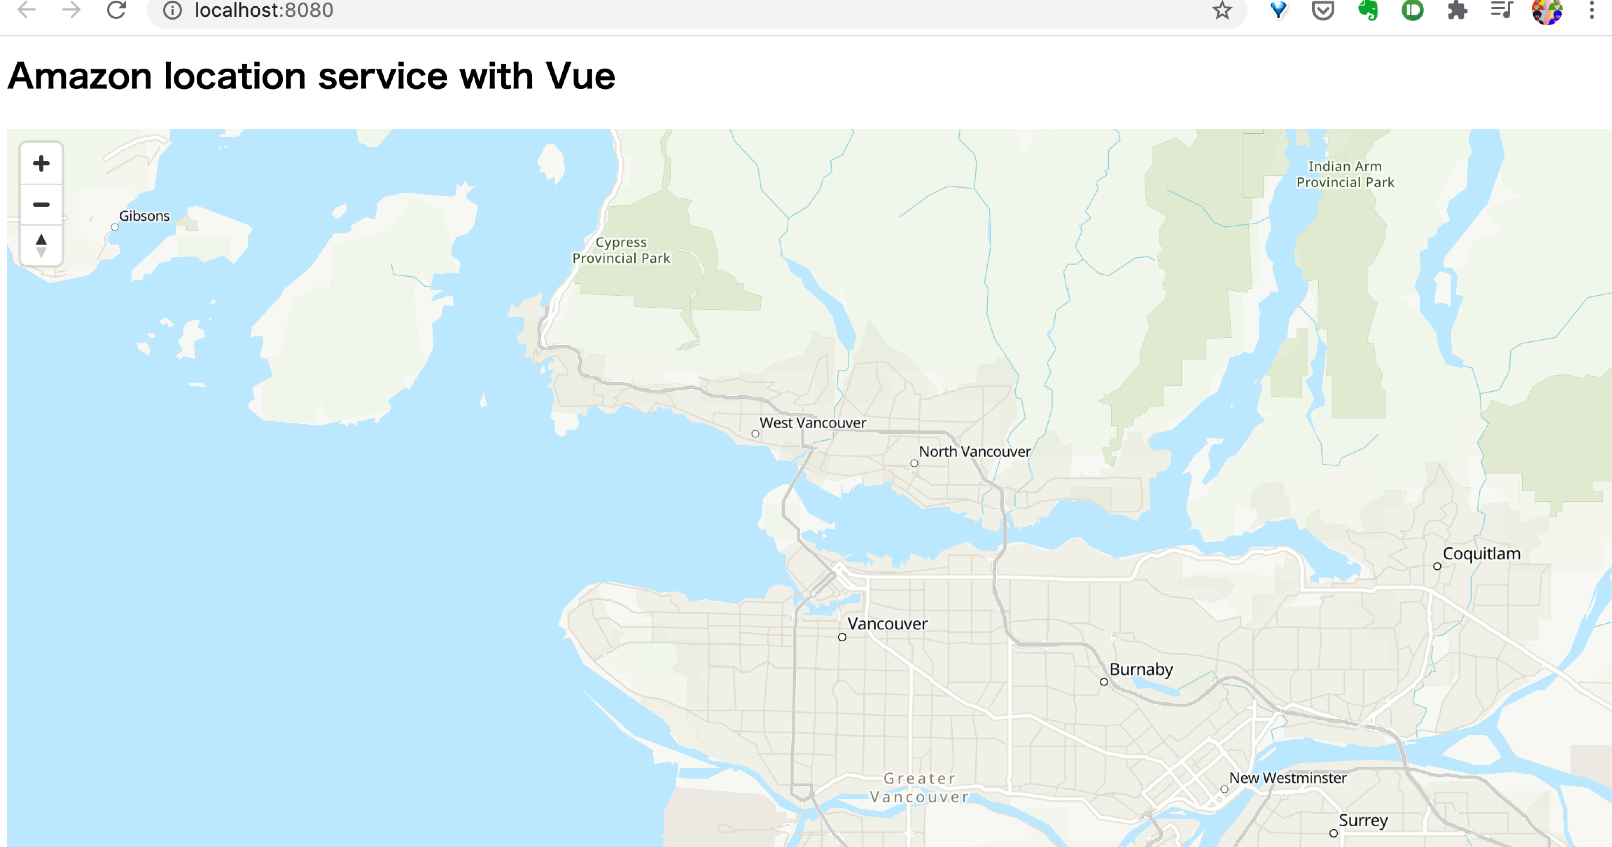 localhost:8080
Amazon location service with Vue
Indian Arm
Provincial Park
Gibsons
Cypress
Provincial Park
West Vancouver
North Vancouver
Coquitlam
Vancouver
Burnaby
Greater
Vancouver
New Westminster
Surrey